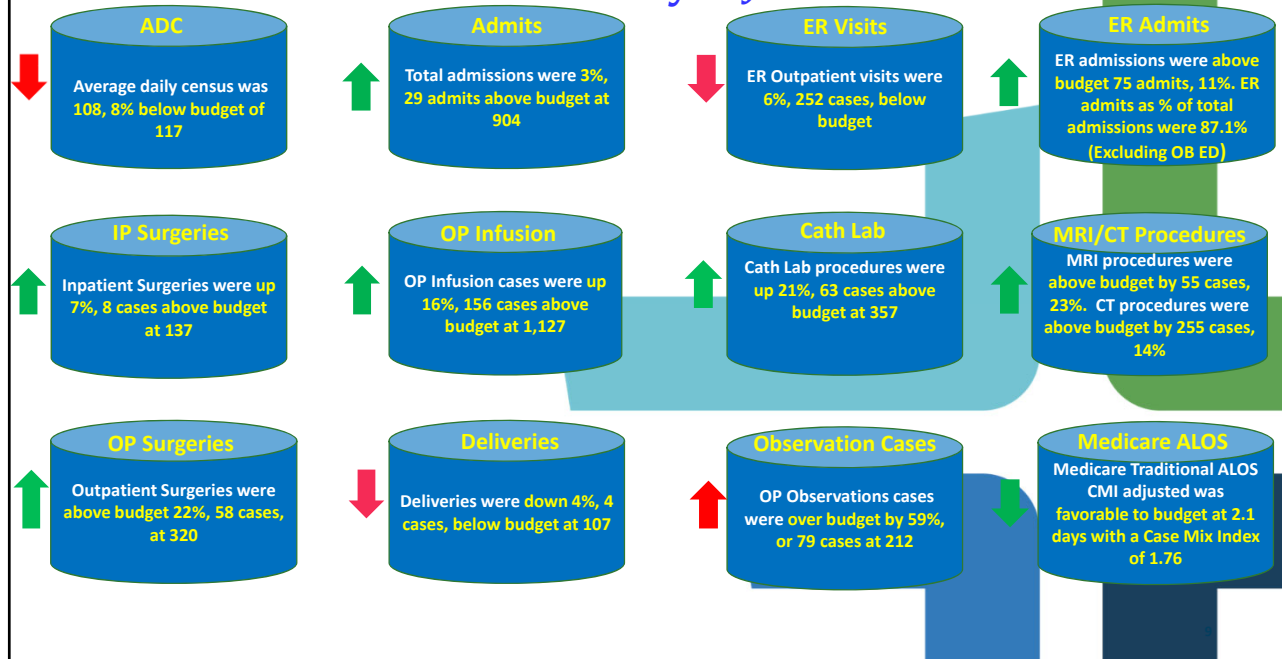 ADC
Average daily census was
108, 8% below budget of
117
Admits
Total admissions were 3%,
29 admits above budget at
904
ER Visits
ER Outpatient visits were
6%, 252 cases, below
budget
ER Admits
ER admissions were above
budget 75 admits, 11%. ER
admits as % of total
admissions were 87.1%
(Excluding OB ED)
IP Surgeries
Inpatient Surgeries were up
7%, 8 cases above budget
at 137
OP Infusion
OP Infusion cases were up
16%, 156 cases above
budget at 1,127
Cath Lab
Cath Lab procedures were
up 21%, 63 cases above
budget at 357
MRI/CT Procedures
MRI procedures were
above budget by 55 cases,
23%. CT procedures were
above budget by 255 cases,
14%
OP Surgeries
Outpatient Surgeries were
above budget 22%, 58 cases,
at 320
Deliveries
Deliveries were down 4%, 4
cases, below budget at 107
Observation Cases
OP Observations cases
were over budget by 59%,
or 79 cases at 212
Medicare ALOS
Medicare Traditional ALOS
CMI adjusted was
favorable to budget at 2.1
days with a Case Mix Index
of 1.76